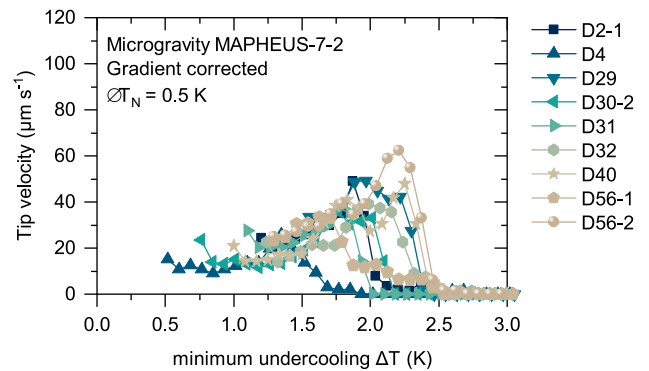 120
100
80
60
40
20
0
Tip velocity (µm s⁻¹)
Microgravity MAPHEUS-7-2
Gradient corrected
∅T_N = 0.5 K
0.0 0.5 1.0 1.5 2.0 2.5 3.0
minimum undercooling ΔT (K)
D2-1
D4
D29
D30-2
D31
D32
D40
D56-1
D56-2